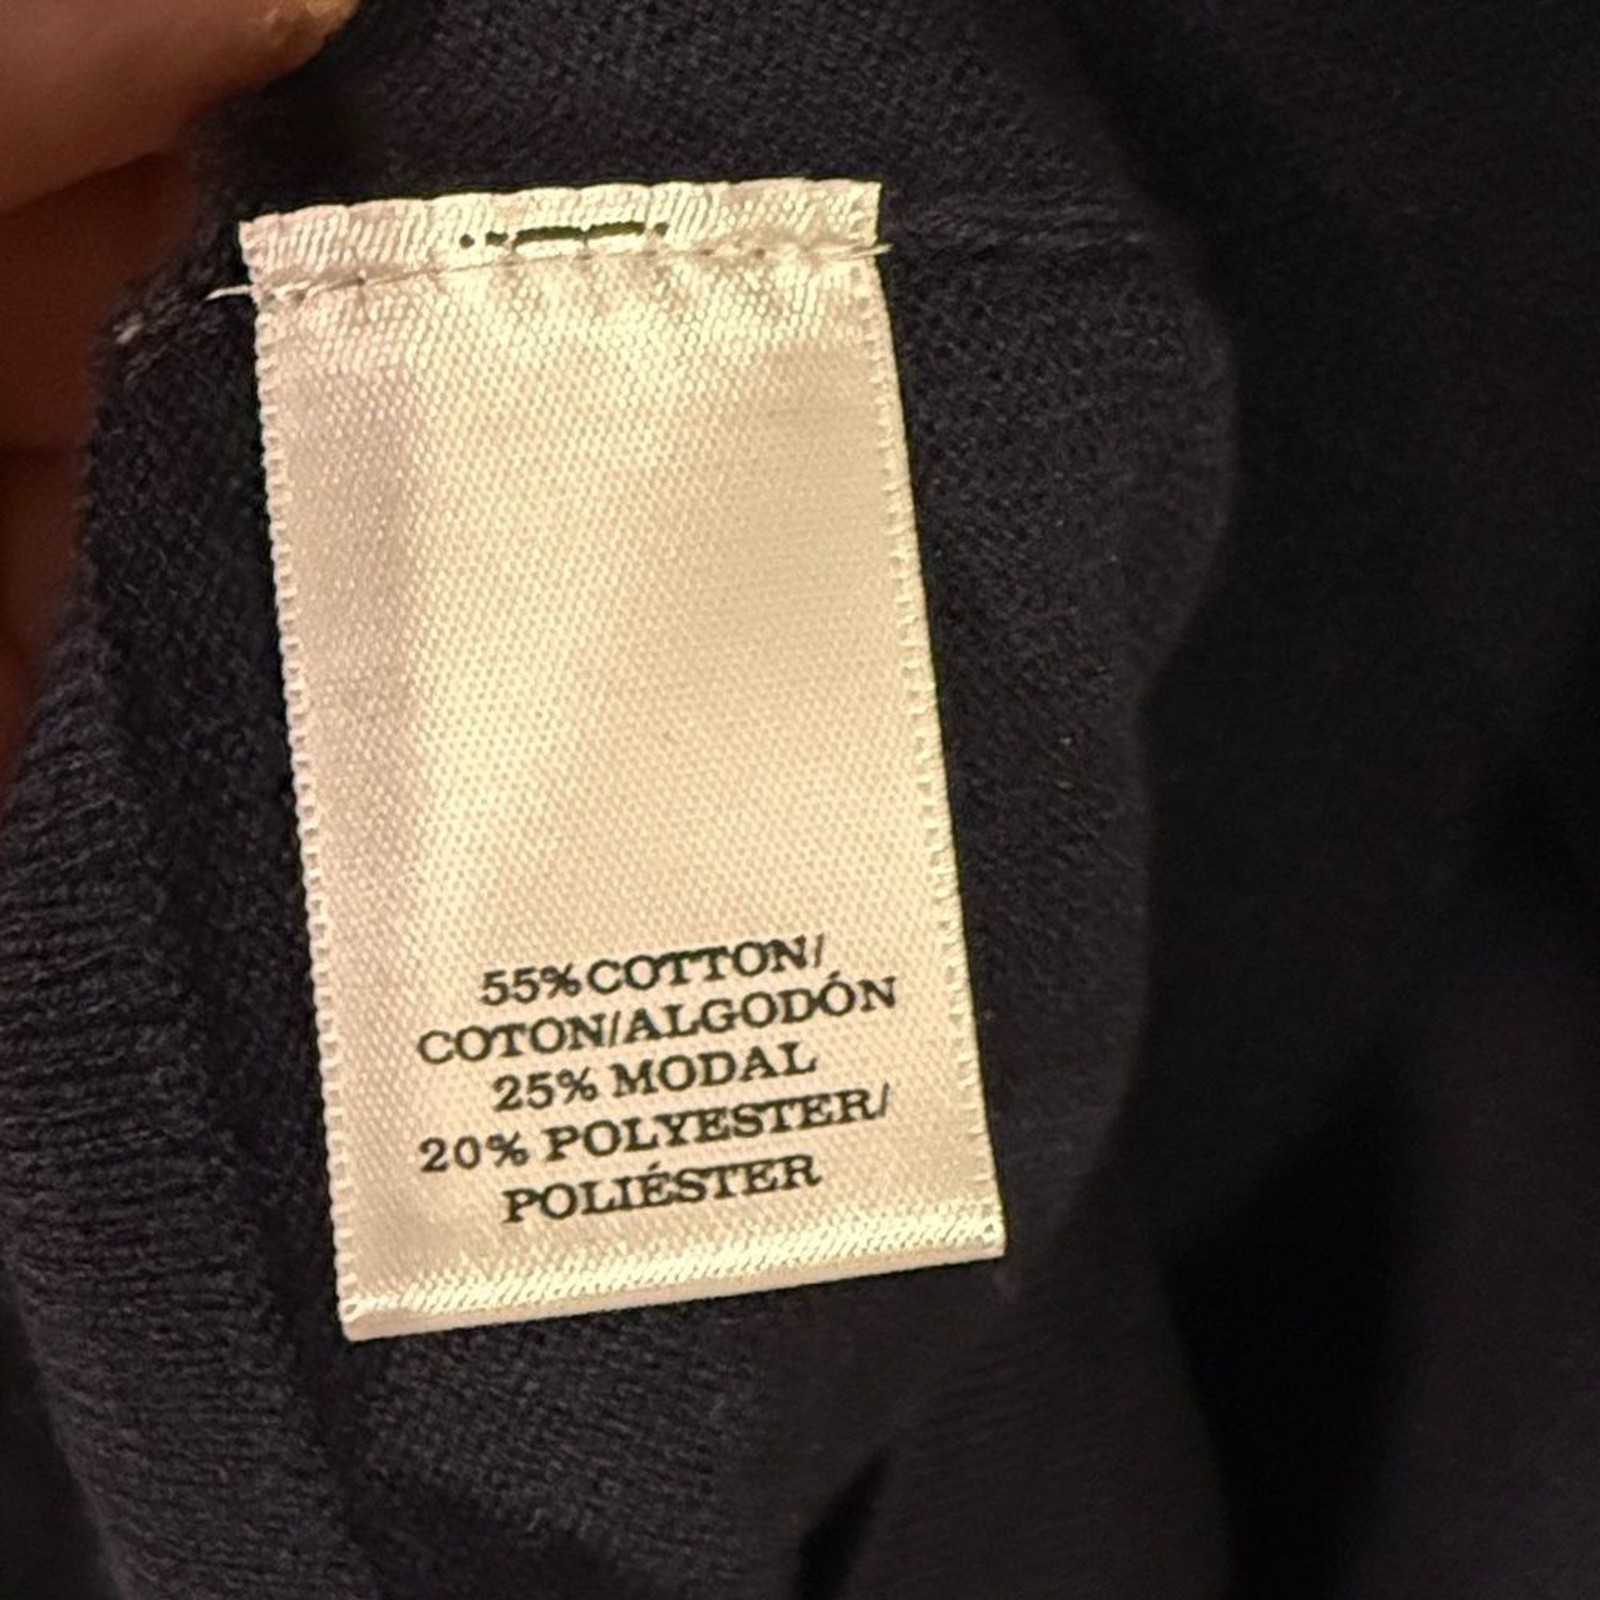 55% COTTON/
COTON/ALGODÓN
25% MODAL
20% POLYESTER/
POLIÉSTER